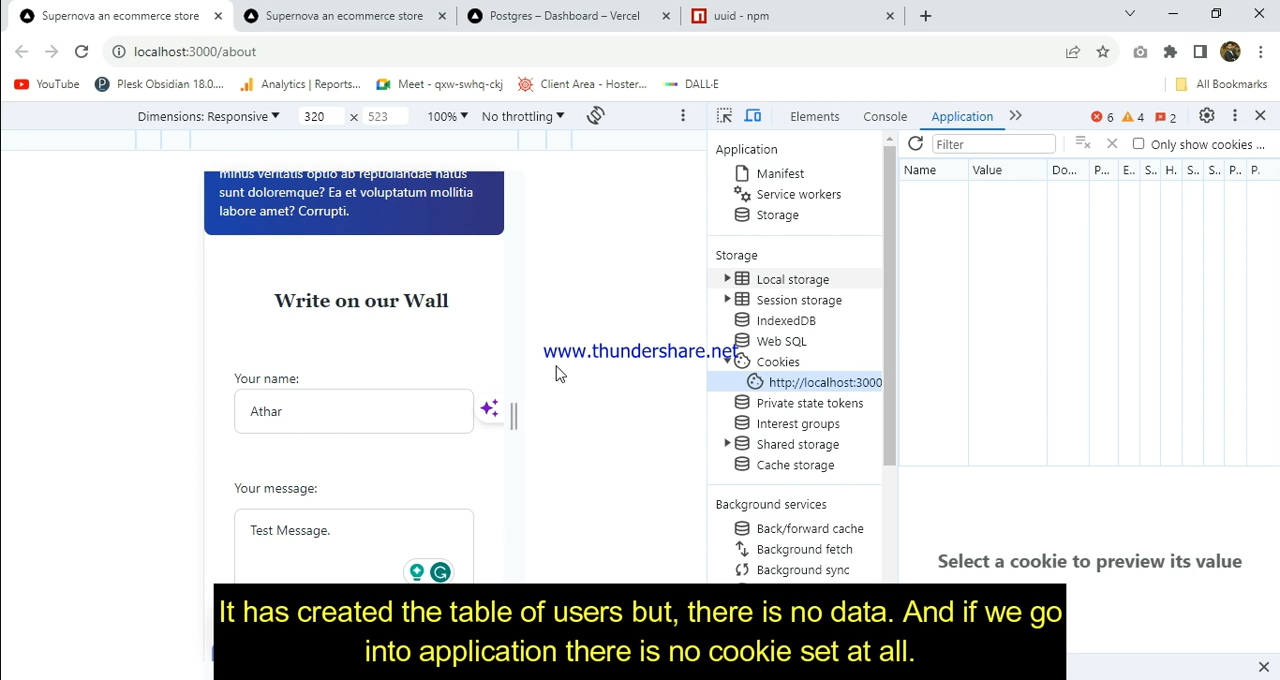 Supernova an ecommerce store
Supernova an ecommerce store
Postgres – Dashboard – Vercel
uuid - npm
localhost:3000/about
YouTube
Plesk Obsidian 18.0....
Analytics | Reports...
Meet - qxw-swhq-ckj
Client Area - Hoster...
DALL·E
All Bookmarks
Dimensions: Responsive
320 x 523
100%
No throttling
Elements
Console
Application
6
4
2
Filter
Only show cookies ...
Name
Value
Do...
P...
E..
S..
H.
S..
S..
P..
P.
Application
Manifest
Service workers
Storage
Storage
Local storage
Session storage
IndexedDB
Web SQL
Cookies
http://localhost:3000
Private state tokens
Interest groups
Shared storage
Cache storage
Background services
Back/forward cache
Background fetch
Background sync
minus veritatis optio ab repudiandae natus
sunt doloremque? Ea et voluptatum mollitia
labore amet? Corrupti.
Write on our Wall
www.thundershare.net
Your name:
Athar
Your message:
Test Message.
Select a cookie to preview its value
It has created the table of users but, there is no data. And if we go
into application there is no cookie set at all.